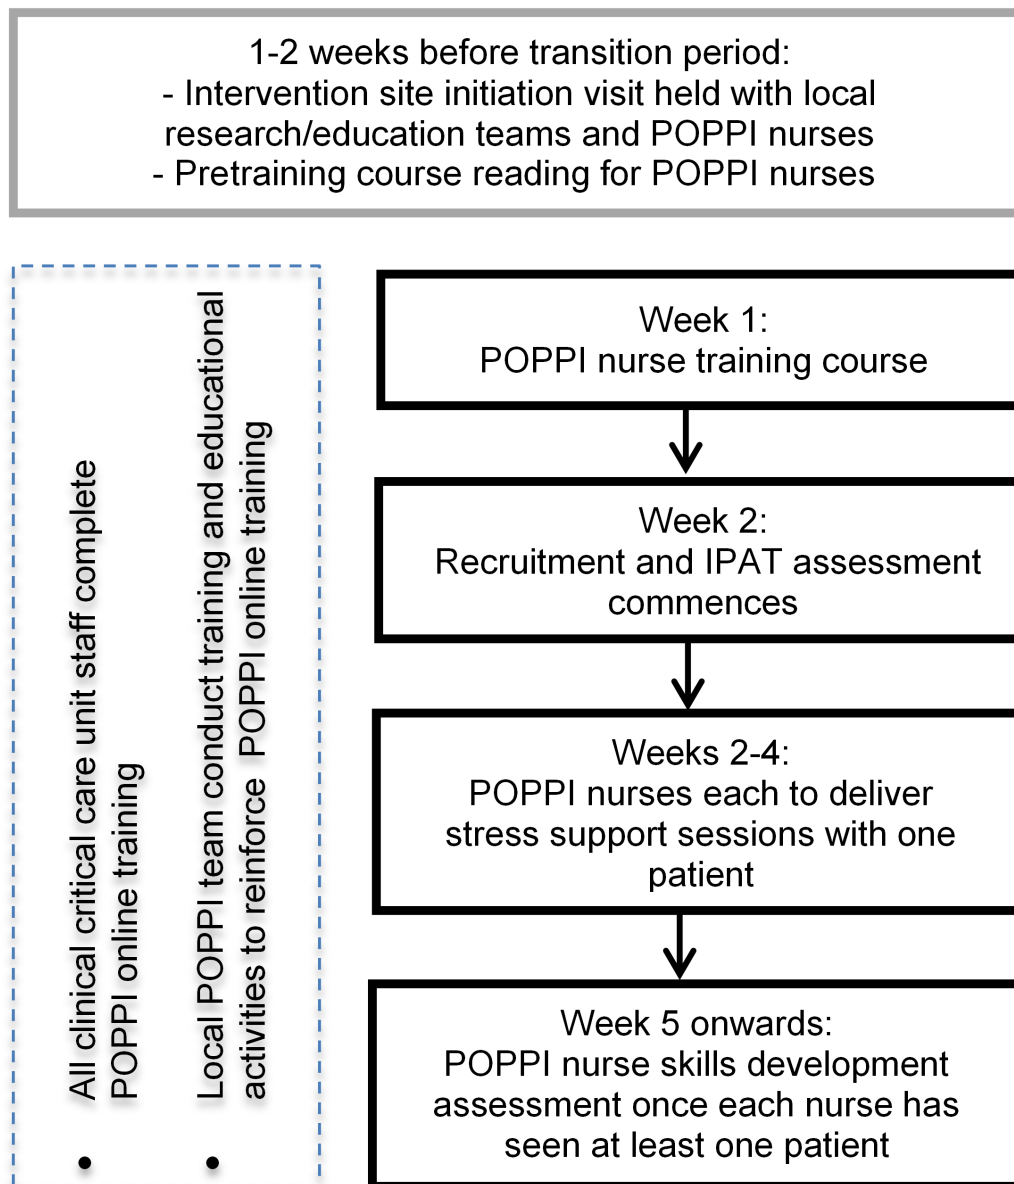 1-2 weeks before transition period:
- Intervention site initiation visit held with local
research/education teams and POPPI nurses
- Pretraining course reading for POPPI nurses
• All clinical critical care unit staff complete
POPPI online training
• Local POPPI team conduct training and educational
activities to reinforce POPPI online training
Week 1:
POPPI nurse training course
Week 2:
Recruitment and IPAT assessment
commences
Weeks 2-4:
POPPI nurses each to deliver
stress support sessions with one
patient
Week 5 onwards:
POPPI nurse skills development
assessment once each nurse has
seen at least one patient